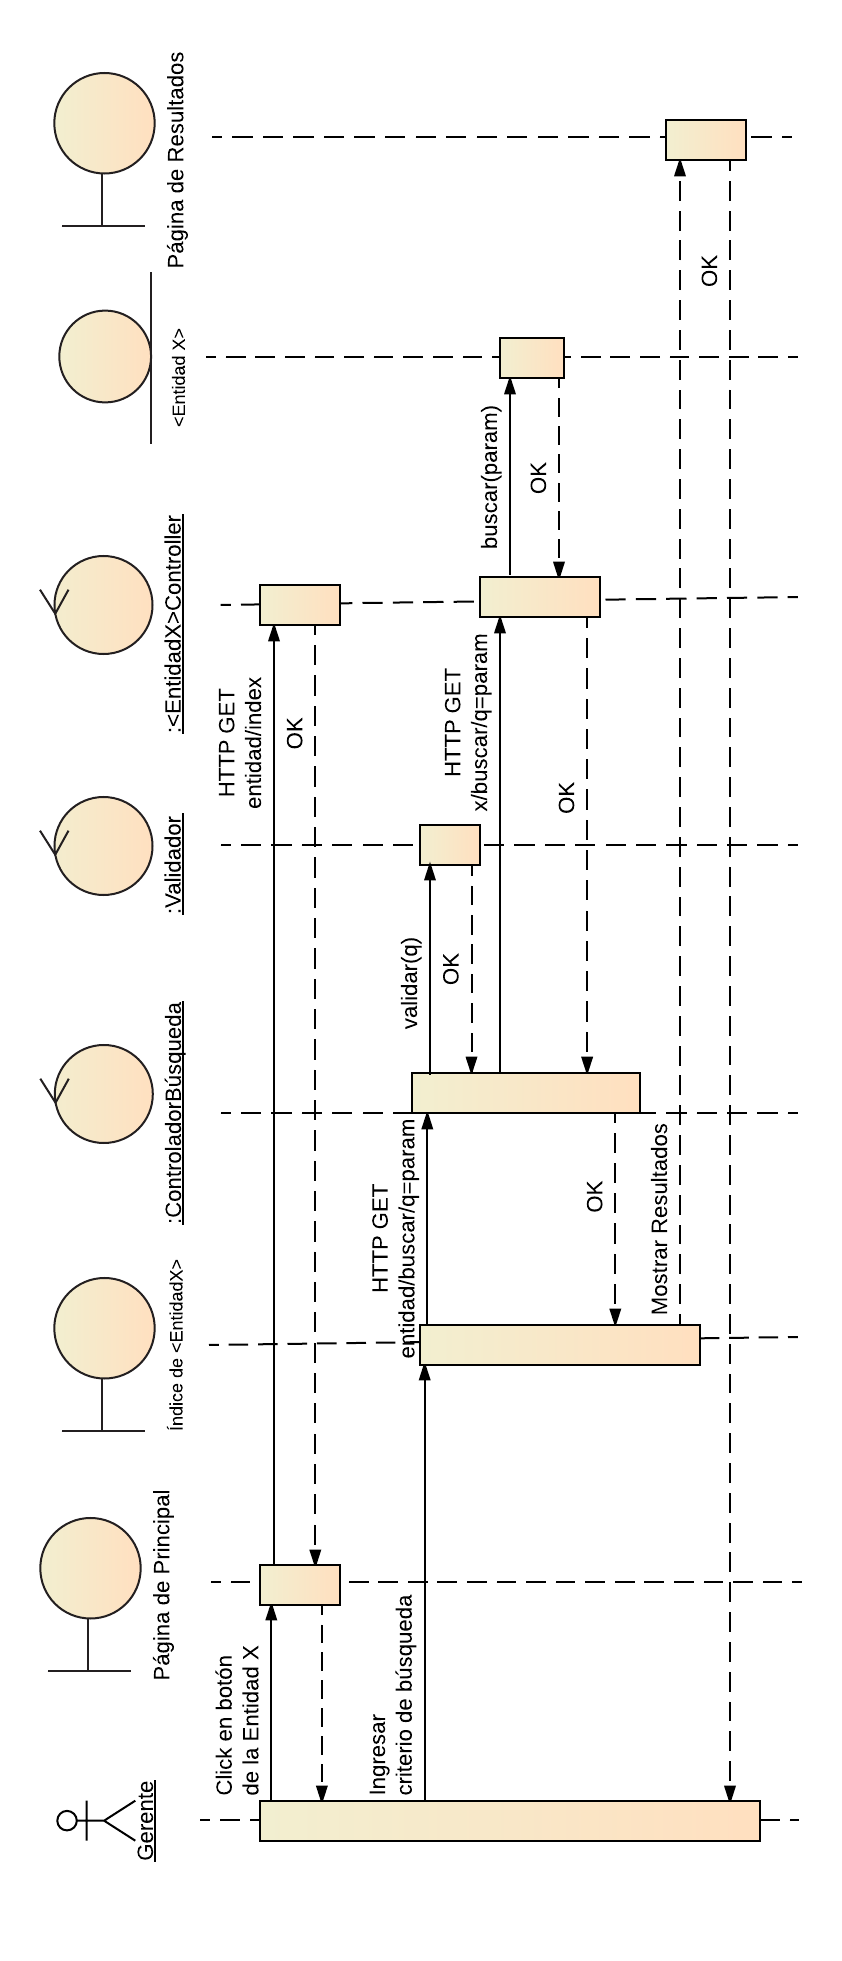 Gerente
Página de Principal
Índice de <EntidadX>
:ControladorBúsqueda
:Validador
:<EntidadX>Controller
<Entidad X>
Página de Resultados
Click en botón
de la Entidad X
HTTP GET
entidad/index
OK
Ingresar
criterio de búsqueda
HTTP GET
entidad/buscar/q=param
validar(q)
OK
HTTP GET
x/buscar/q=param
buscar(param)
OK
OK
OK
Mostrar Resultados
OK